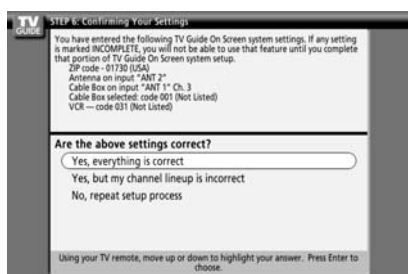 TV
GUIDE
STEP 6: Confirming Your Settings
You have entered the following TV Guide On Screen system settings. If any setting
is marked INCOMPLETE, you will not be able to use that feature until you complete
that portion of TV Guide On Screen system setup.
ZIP code - 01730 (USA)
Antenna on input "ANT 2"
Cable Box on input "ANT 1" Ch. 3
Cable Box selected: code 001 (Not Listed)
VCR — code 031 (Not Listed)
Are the above settings correct?
Yes, everything is correct
Yes, but my channel lineup is incorrect
No, repeat setup process
Using your TV remote, move up or down to highlight your answer. Press Enter to
choose.